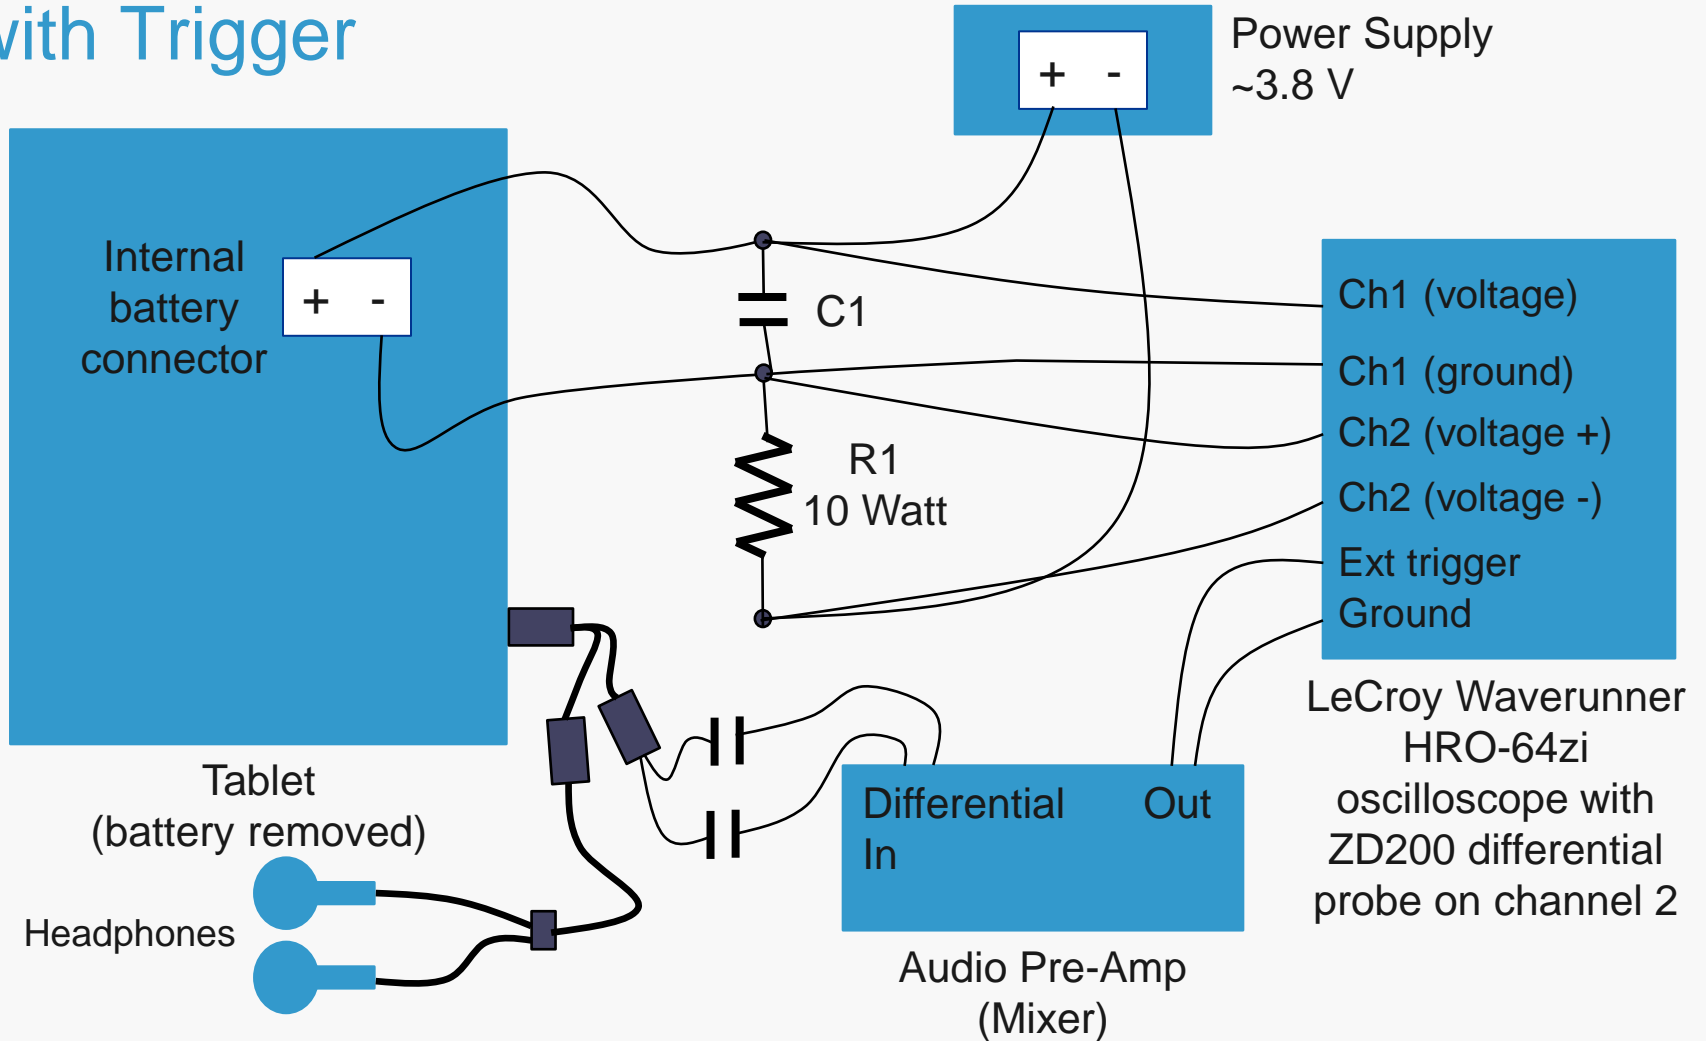 with Trigger
Power Supply
~3.8 V
+ -
Internal
battery
connector
+ -
C1
R1
10 Watt
Ch1 (voltage)
Ch1 (ground)
Ch2 (voltage +)
Ch2 (voltage -)
Ext trigger
Ground
LeCroy Waverunner
HRO-64zi
oscilloscope with
ZD200 differential
probe on channel 2
Tablet
(battery removed)
Headphones
Differential
In
Out
Audio Pre-Amp
(Mixer)